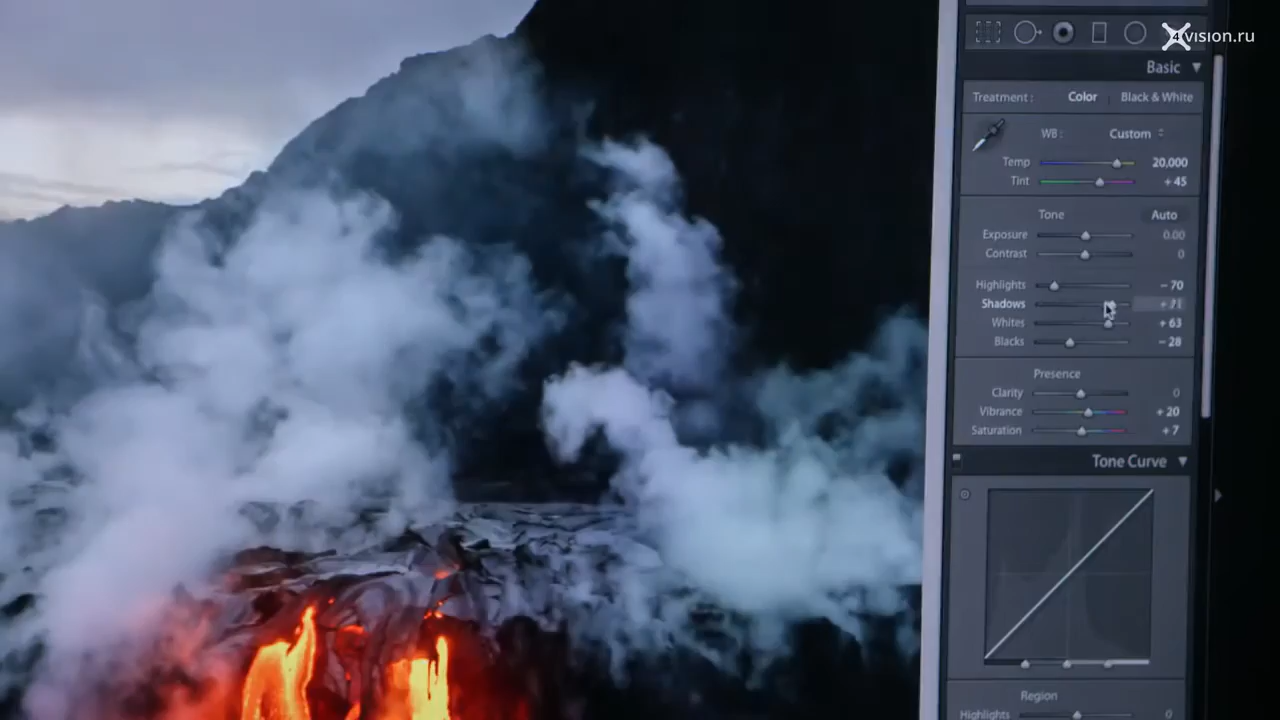 4vision.ru
Basic
Treatment : Color Black & White
WB : Custom
Temp 20,000
Tint + 45
Tone Auto
Exposure 0.00
Contrast 0
Highlights − 70
Shadows
Whites + 63
Blacks − 28
Presence
Clarity 0
Vibrance + 20
Saturation + 7
Tone Curve
Region
Highlights 0